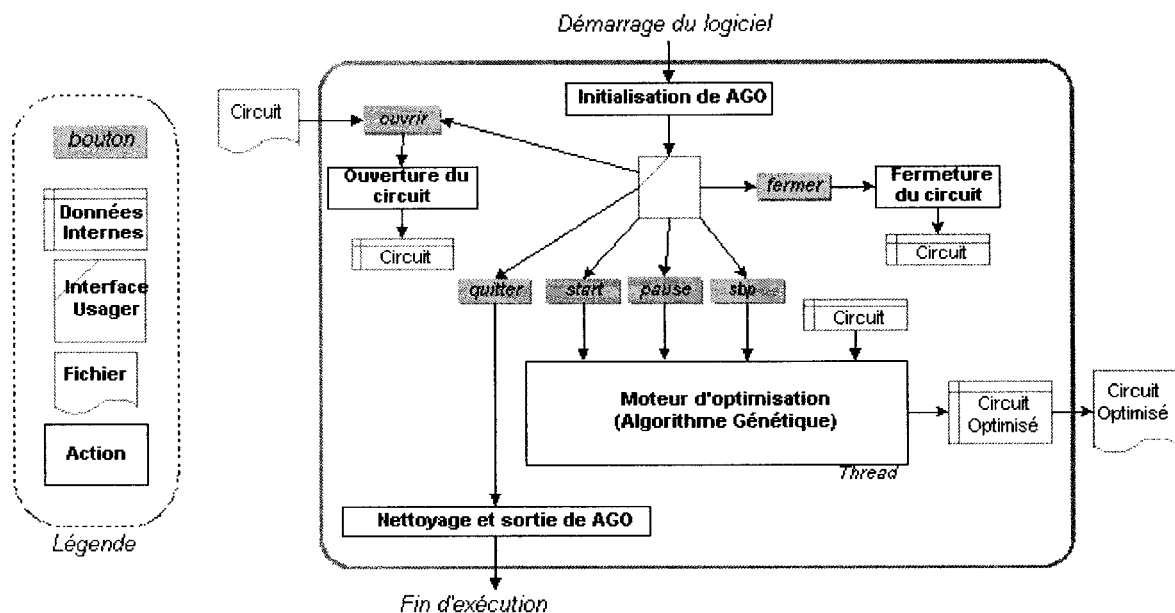 Démarrage du logiciel
Initialisation de AGO
Circuit
ouvrir
Ouverture du
circuit
Circuit
fermer
Fermeture
du circuit
Circuit
quitter
start
pause
Circuit
Moteur d'optimisation
(Algorithme Génétique)
Thread
Circuit
Optimisé
Circuit
Optimisé
Nettoyage et sortie de AGO
Fin d'exécution
bouton
Données
Internes
Interface
Usager
Fichier
Action
Légende